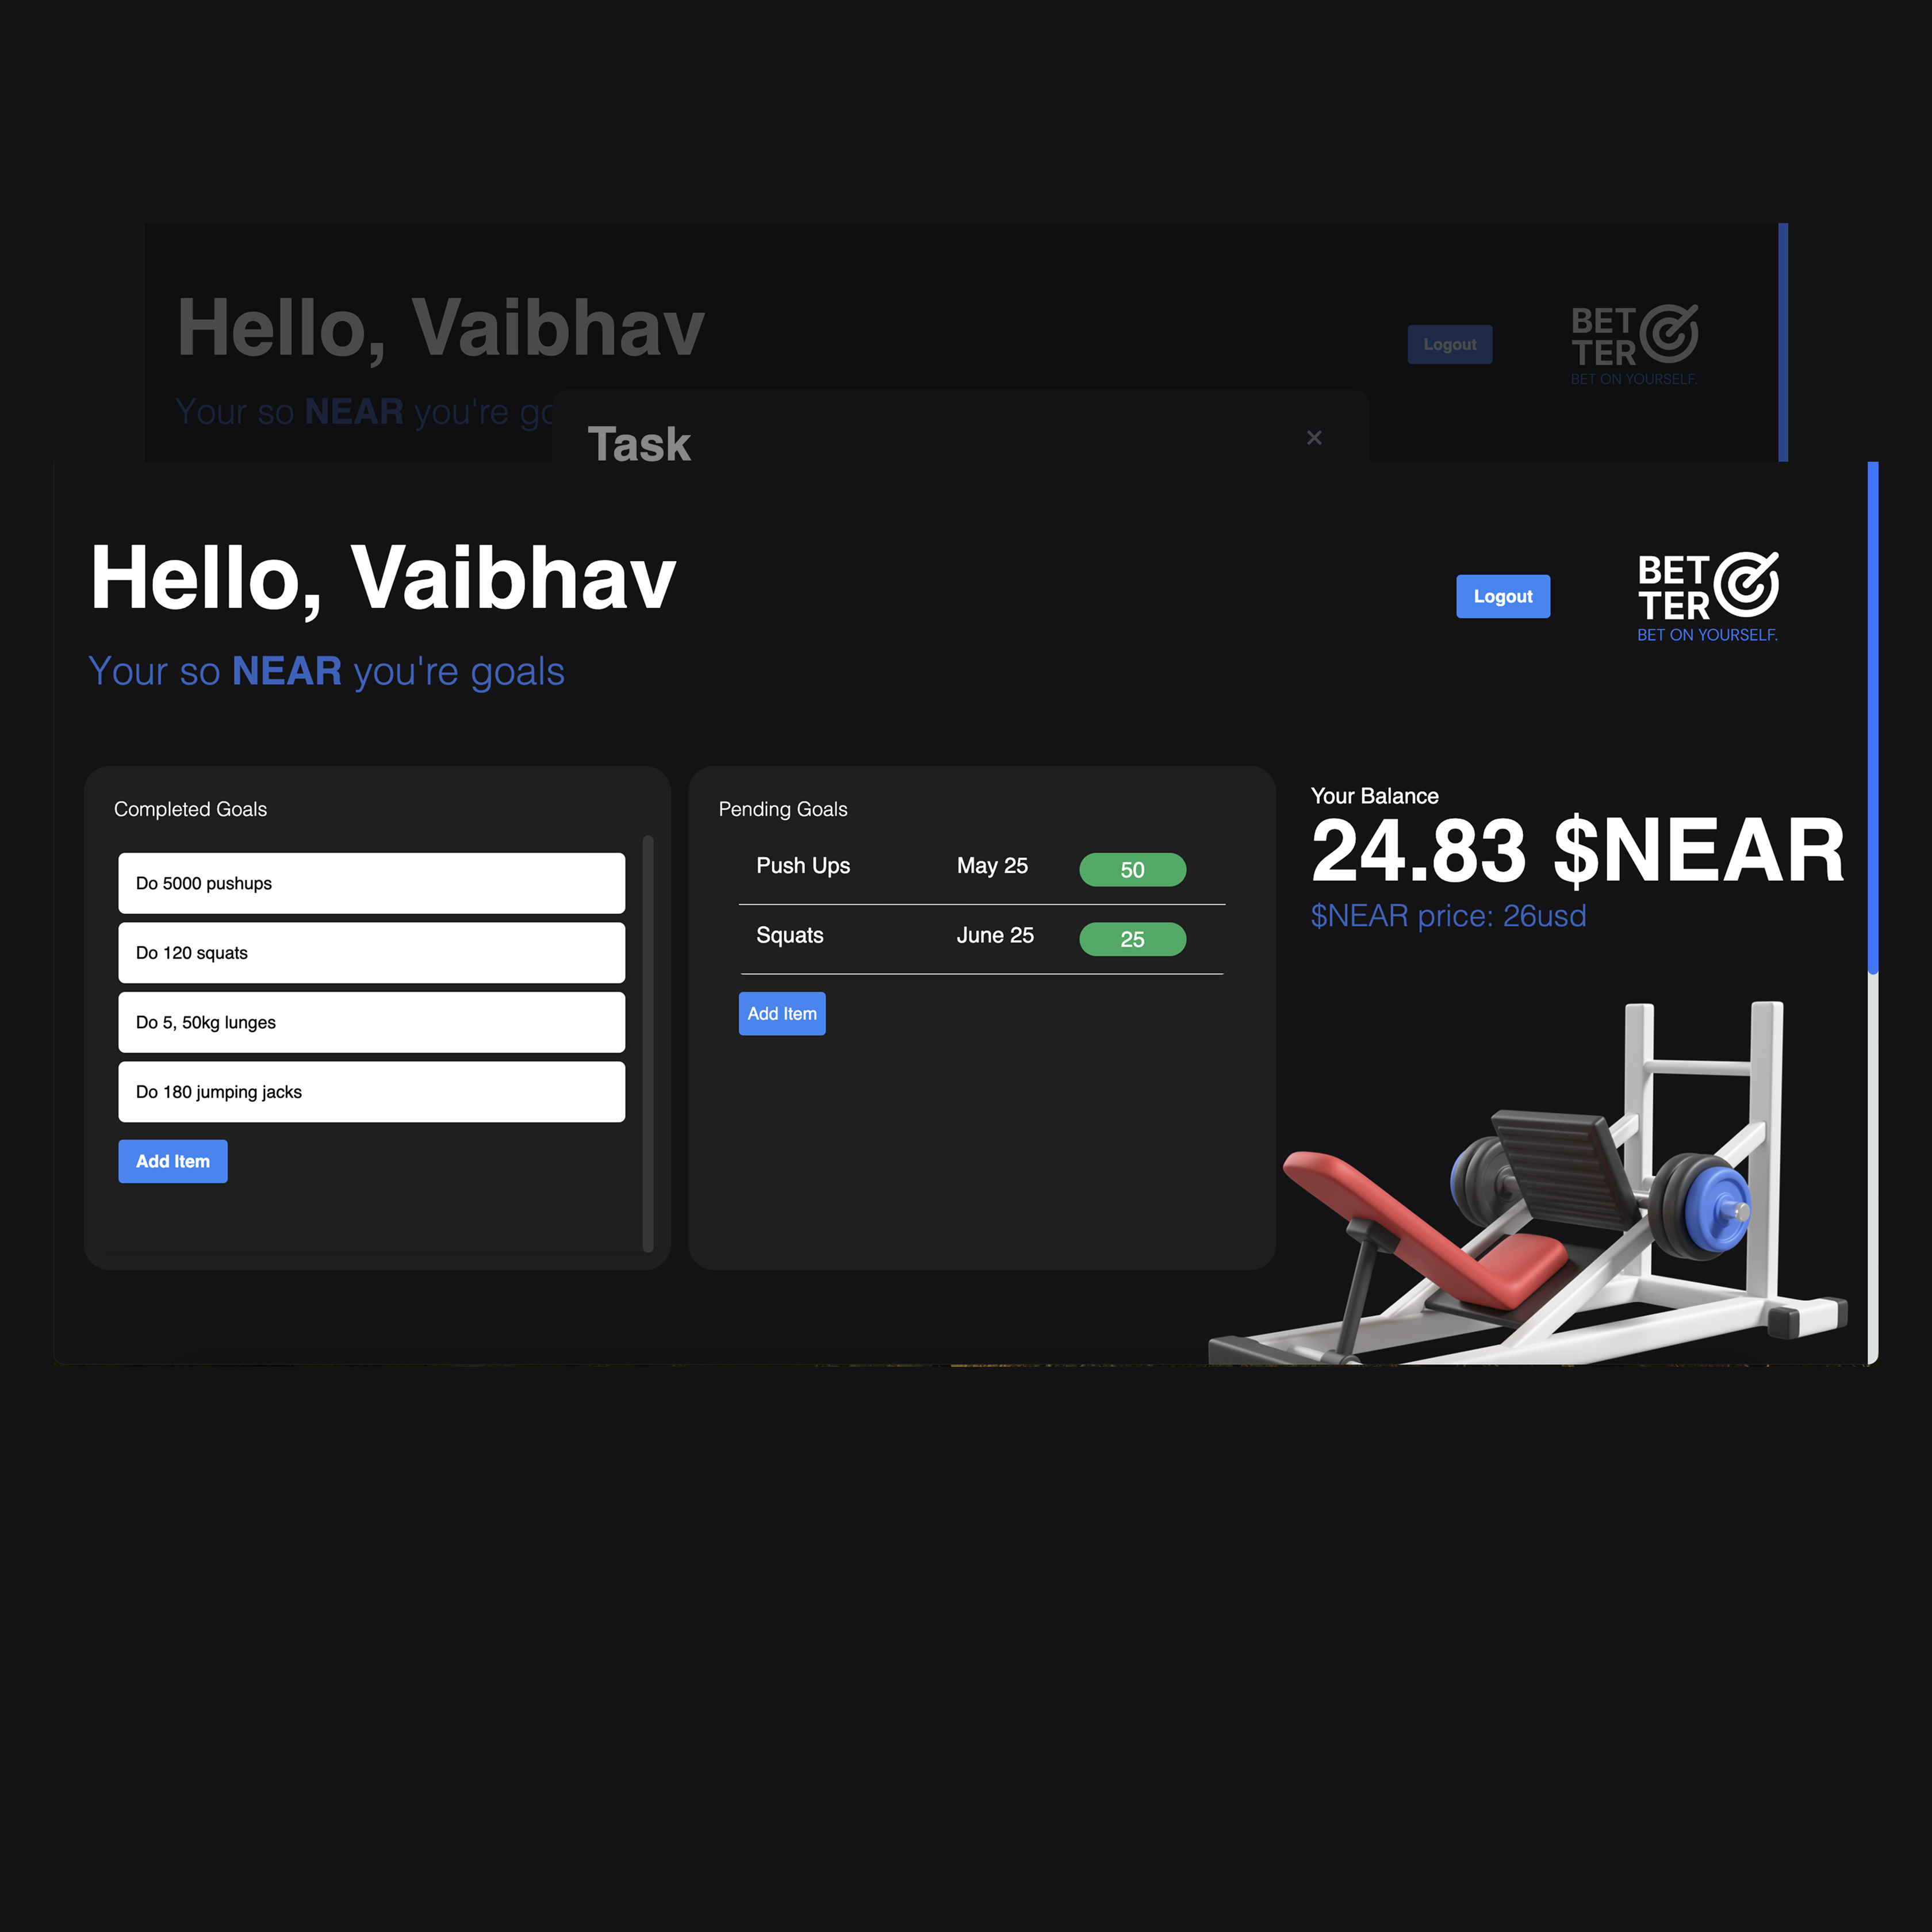 Hello, Vaibhav
Logout
BET
TER
BET ON YOURSELF.
Your so NEAR you're go
Task
×
Hello, Vaibhav
Logout
BET
TER
BET ON YOURSELF.
Your so NEAR you're goals
Completed Goals
Do 5000 pushups
Do 120 squats
Do 5, 50kg lunges
Do 180 jumping jacks
Add Item
Pending Goals
Push Ups May 25 50
Squats June 25 25
Add Item
Your Balance
24.83 $NEAR
$NEAR price: 26usd